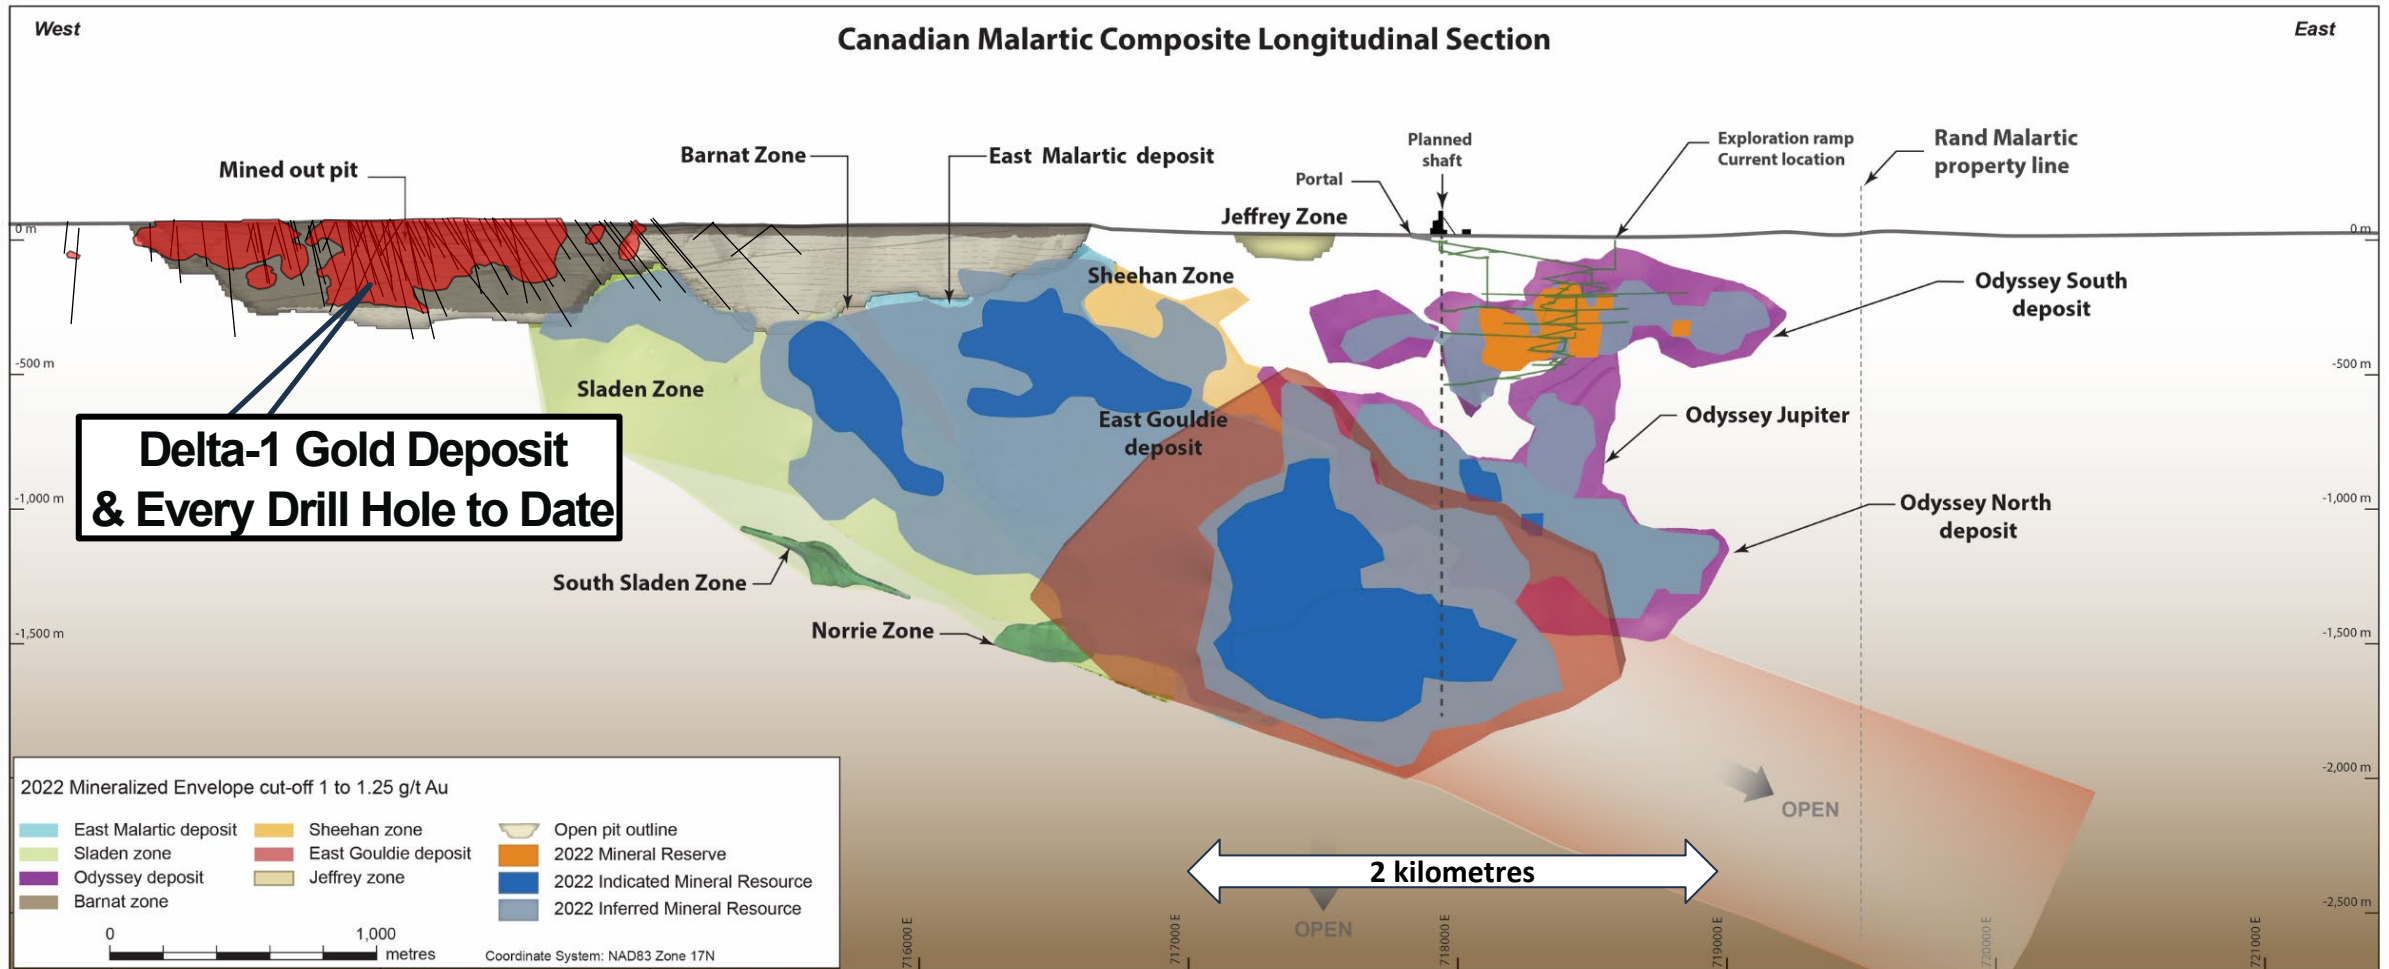 West
Canadian Malartic Composite Longitudinal Section
East
Mined out pit
Barnat Zone
East Malartic deposit
Planned
shaft
Portal
Jeffrey Zone
Exploration ramp
Current location
Rand Malartic
property line
0 m
0 m
Sheehan Zone
Odyssey South
deposit
-500 m
-500 m
Sladen Zone
East Gouldie
deposit
Odyssey Jupiter
Delta-1 Gold Deposit
& Every Drill Hole to Date
-1,000 m
-1,000 m
Odyssey North
deposit
South Sladen Zone
Norrie Zone
-1,500 m
-1,500 m
-2,000 m
OPEN
2 kilometres
-2,500 m
OPEN
2022 Mineralized Envelope cut-off 1 to 1.25 g/t Au
East Malartic deposit
Sladen zone
Odyssey deposit
Barnat zone
Sheehan zone
East Gouldie deposit
Jeffrey zone
Open pit outline
2022 Mineral Reserve
2022 Indicated Mineral Resource
2022 Inferred Mineral Resource
0 1,000
metres
Coordinate System: NAD83 Zone 17N
716000 E
717000 E
718000 E
719000 E
720000 E
721000 E